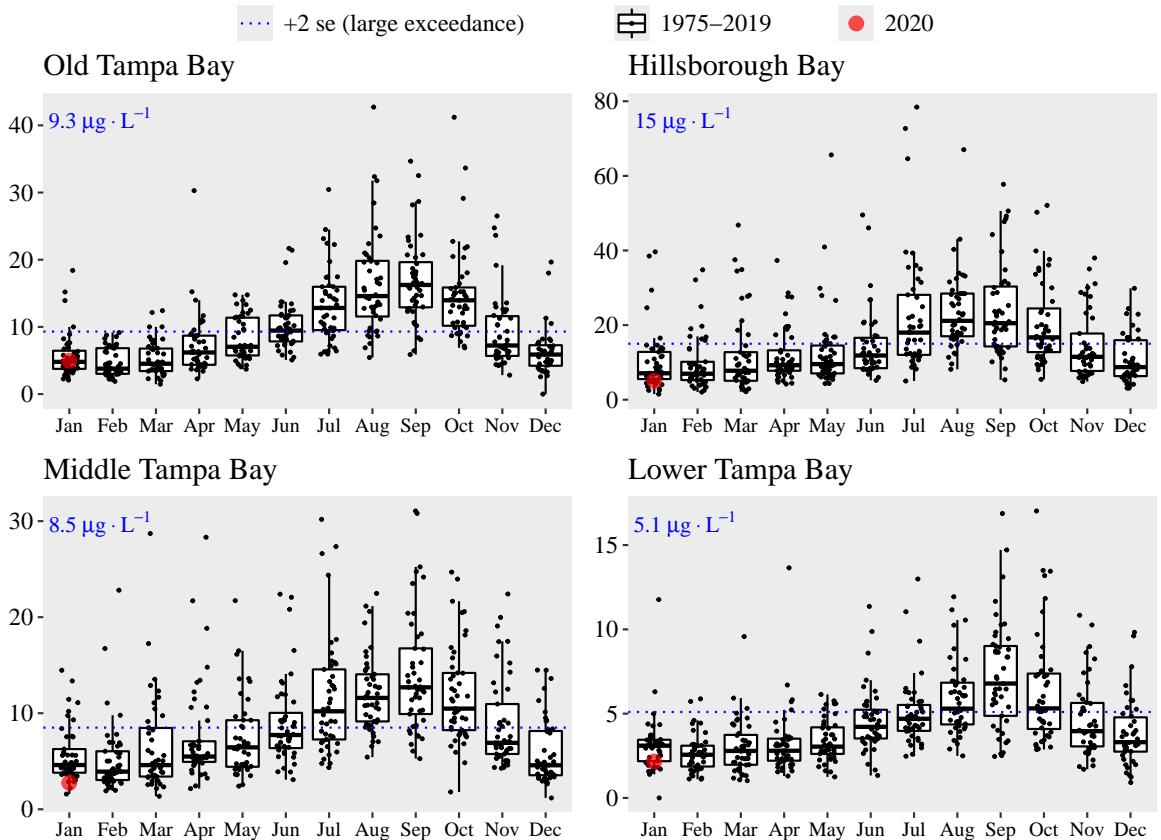 +2 se (large exceedance) 1975–2019 2020
Old Tampa Bay
9.3 μg · L⁻¹
40
30
20
10
0
Jan Feb Mar Apr May Jun Jul Aug Sep Oct Nov Dec
Hillsborough Bay
15 μg · L⁻¹
80
60
40
20
0
Jan Feb Mar Apr May Jun Jul Aug Sep Oct Nov Dec
Middle Tampa Bay
8.5 μg · L⁻¹
30
20
10
0
Jan Feb Mar Apr May Jun Jul Aug Sep Oct Nov Dec
Lower Tampa Bay
5.1 μg · L⁻¹
15
10
5
0
Jan Feb Mar Apr May Jun Jul Aug Sep Oct Nov Dec